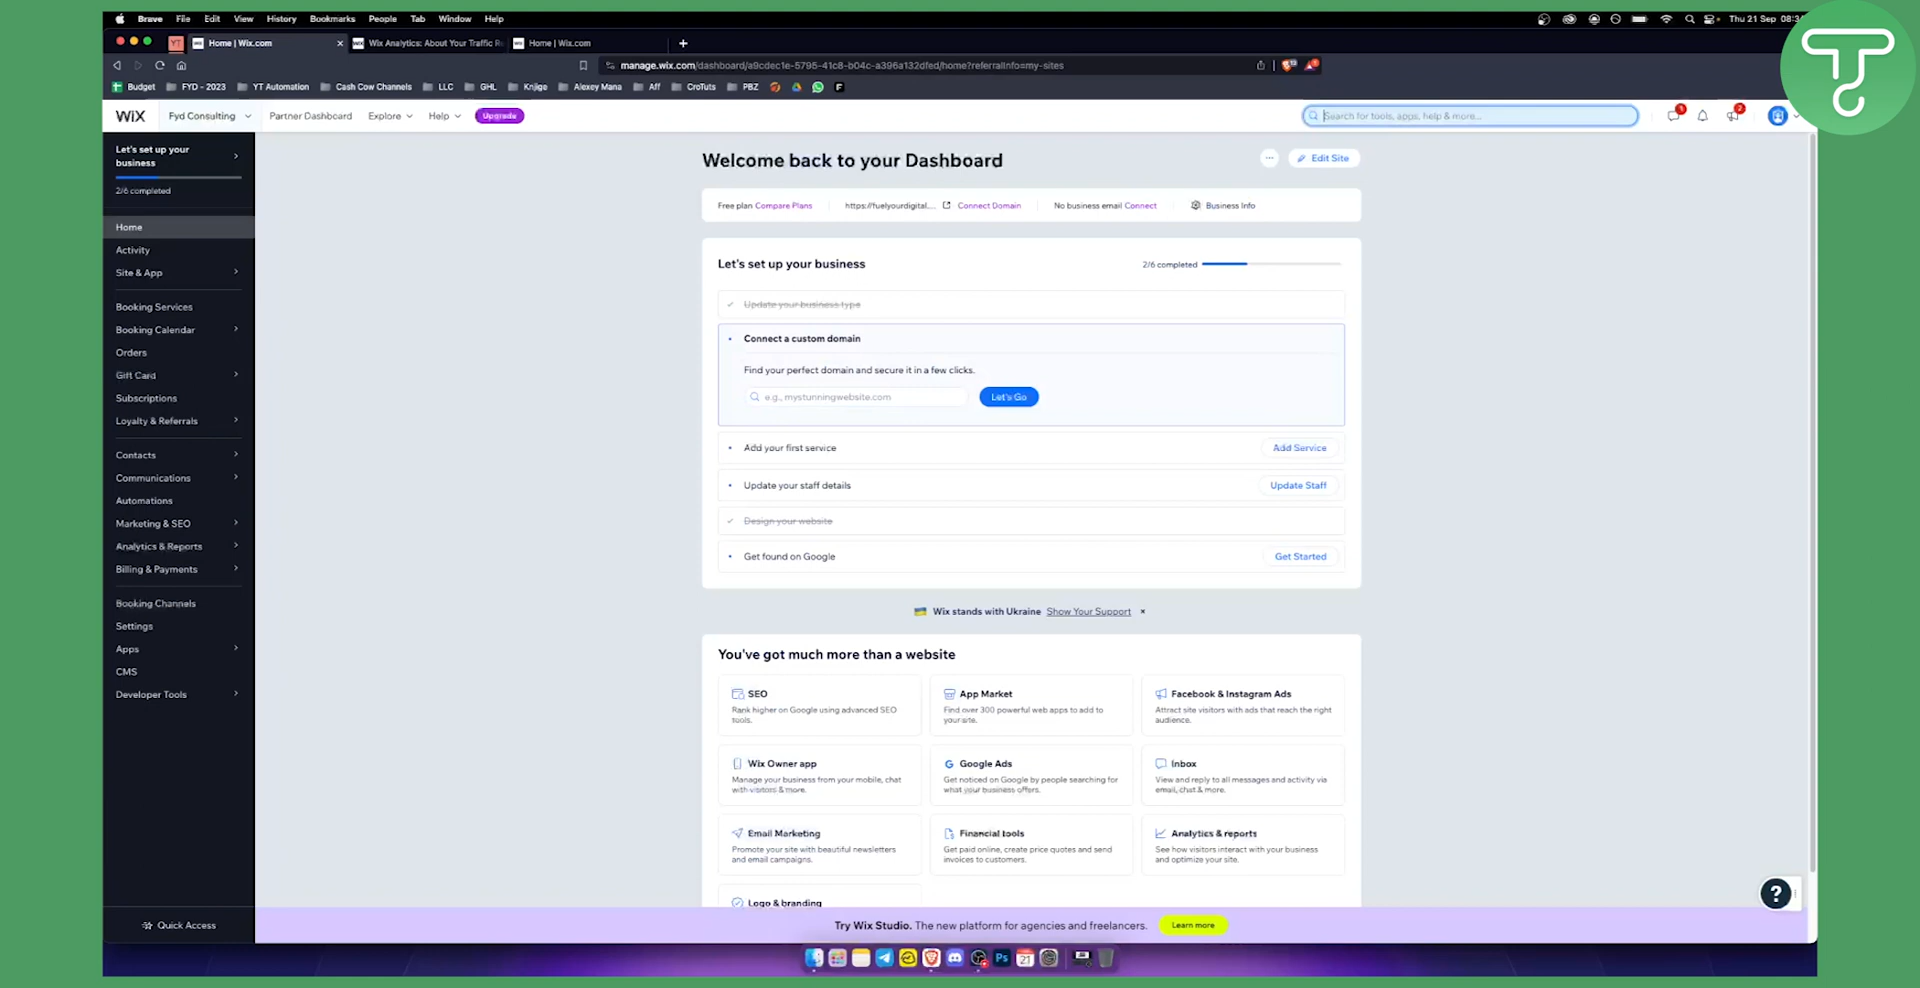 Brave File Edit View History Bookmarks People Tab Window Help
Thu 21 Sep 08:3
YT
Home | Wix.com
Wix Analytics: About Your Traffic R
Home | Wix.com
manage.wix.com/dashboard/a9cdec1e-5795-41c8-b04c-a396a132dfed/home?referralInfo=my-sites
Budget FYD - 2023 YT Automation Cash Cow Channels LLC GHL Knjige Alexey Mana Aff CroTuts PBZ
WiX Fyd Consulting Partner Dashboard Explore Help Upgrade
Search for tools, apps, help & more...
1
2
Let's set up your
business
2/6 completed
Home
Activity
Site & App
Booking Services
Booking Calendar
Orders
Gift Card
Subscriptions
Loyalty & Referrals
Contacts
Communications
Automations
Marketing & SEO
Analytics & Reports
Billing & Payments
Booking Channels
Settings
Apps
CMS
Developer Tools
Quick Access
Welcome back to your Dashboard
Edit Site
Free plan Compare Plans
https://fuelyourdigital.... Connect Domain
No business email Connect
Business Info
Let's set up your business
2/6 completed
Update your business type
Connect a custom domain
Find your perfect domain and secure it in a few clicks.
e.g., mystunningwebsite.com
Let's Go
Add your first service
Add Service
Update your staff details
Update Staff
Design your website
Get found on Google
Get Started
Wix stands with Ukraine Show Your Support ×
You've got much more than a website
SEO
Rank higher on Google using advanced SEO
tools.
App Market
Find over 300 powerful web apps to add to
your site.
Facebook & Instagram Ads
Attract site visitors with ads that reach the right
audience.
Wix Owner app
Manage your business from your mobile, chat
with visitors & more.
Google Ads
Get noticed on Google by people searching for
what your business offers.
Inbox
View and reply to all messages and activity via
email, chat & more.
Email Marketing
Promote your site with beautiful newsletters
and email campaigns.
Financial tools
Get paid online, create price quotes and send
invoices to customers.
Analytics & reports
See how visitors interact with your business
and optimize your site.
Logo & branding
?
Try Wix Studio. The new platform for agencies and freelancers.
Learn more
Ps
21